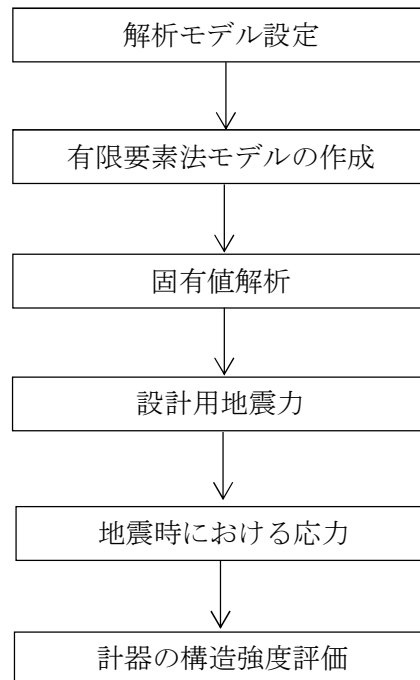 解析モデル設定
有限要素法モデルの作成
固有値解析
設計用地震力
地震時における応力
計器の構造強度評価